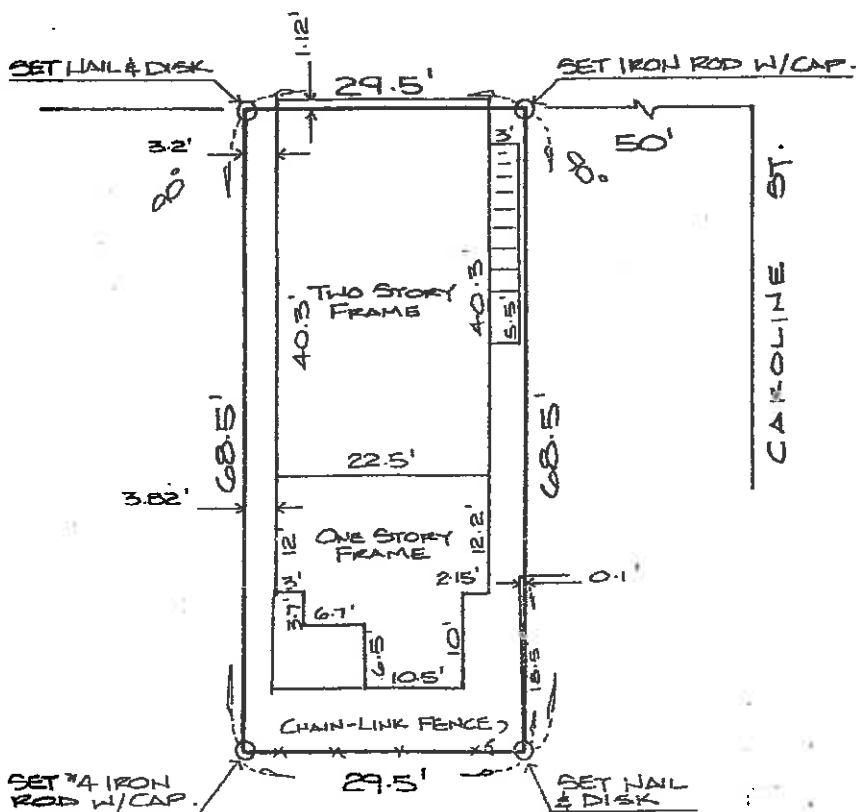 1.12'
SET NAIL & DISK
29.5'
SET IRON ROD W/CAP.
3.2'
3'
50'
90°
90°
CAROLINE ST.
TWO STORY
FRAME
40.3'
40.3
5.5'
68.5'
68.5'
22.5'
3.82'
12'
ONE STORY
FRAME
12.2'
2.15'
0.1
3'
3.7'
6.7'
6.5
10'
10.5'
18.5
CHAIN-LINK FENCE
SET #4 IRON
ROD W/CAP.
29.5'
SET NAIL
& DISK